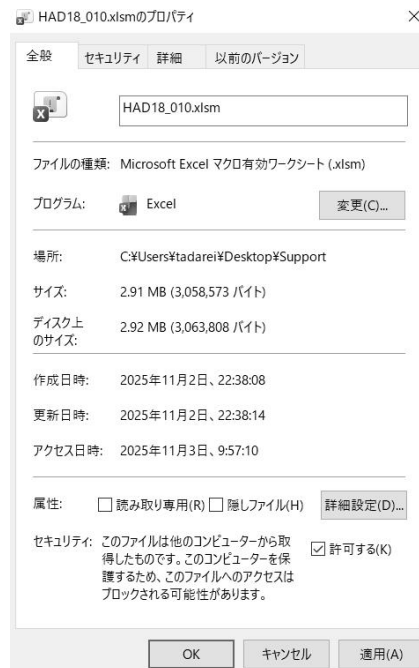 HAD18_010.xlsmのプロパティ
全般 セキュリティ 詳細 以前のバージョン
HAD18_010.xlsm
ファイルの種類: Microsoft Excel マクロ有効ワークシート (.xlsm)
プログラム: Excel 変更(C)...
場所: C:¥Users¥tadarei¥Desktop¥Support
サイズ: 2.91 MB (3,058,573 バイト)
ディスク上
のサイズ: 2.92 MB (3,063,808 バイト)
作成日時: 2025年11月2日、22:38:08
更新日時: 2025年11月2日、22:38:14
アクセス日時: 2025年11月3日、9:57:10
属性: 読み取り専用(R) 隠しファイル(H) 詳細設定(D)...
セキュリティ: このファイルは他のコンピューターから取
得したものです。このコンピューターを保
護するため、このファイルへのアクセスは
ブロックされる可能性があります。
許可する(K)
OK キャンセル 適用(A)